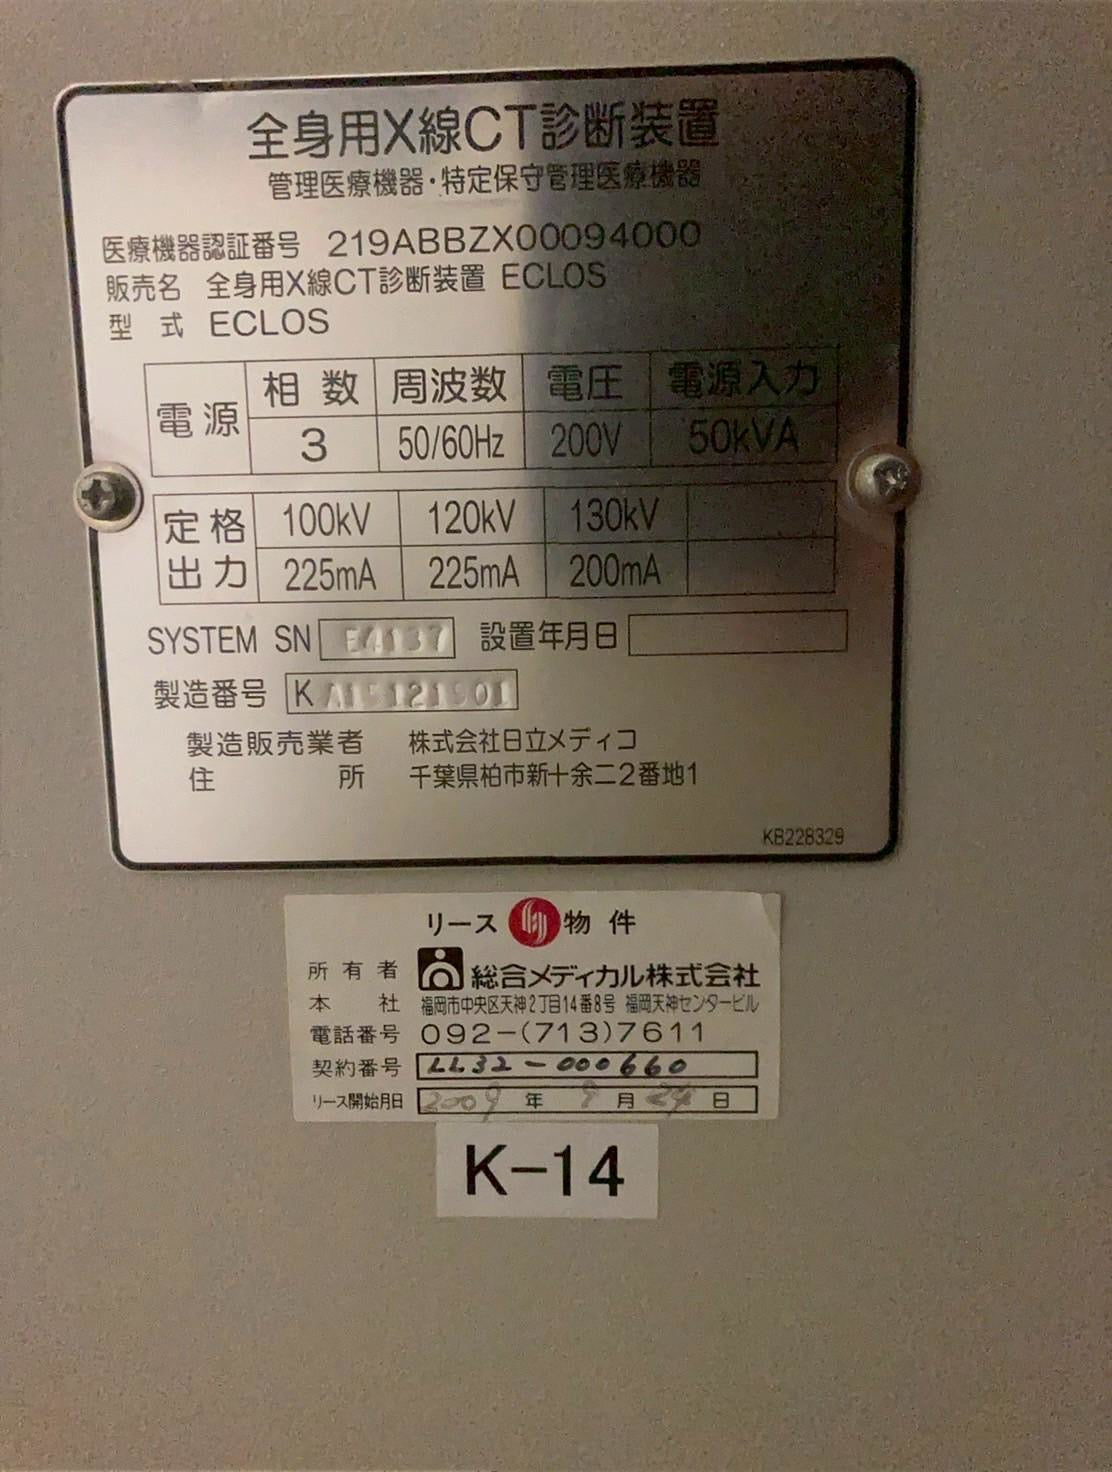 全身用X線CT診断装置
管理医療機器・特定保守管理医療機器
医療機器認証番号 219ABBZX00094000
販売名 全身用X線CT診断装置 ECLOS
型式 ECLOS
電源 相数 周波数 電圧 電源入力
3 50/60Hz 200V 50kVA
定格出力 100kV 120kV 130kV
225mA 225mA 200mA
SYSTEM SN E4137 設置年月日
製造番号 K
製造販売業者 株式会社日立メディコ
住所 千葉県柏市新十余二2番地1
KB228329
リース物件
所有者 総合メディカル株式会社
本社 福岡市中央区天神2丁目14番8号 福岡天神センタービル
電話番号 092-(713)7611
契約番号 LL32-000660
リース開始月日 2009年 月 24日
K-14